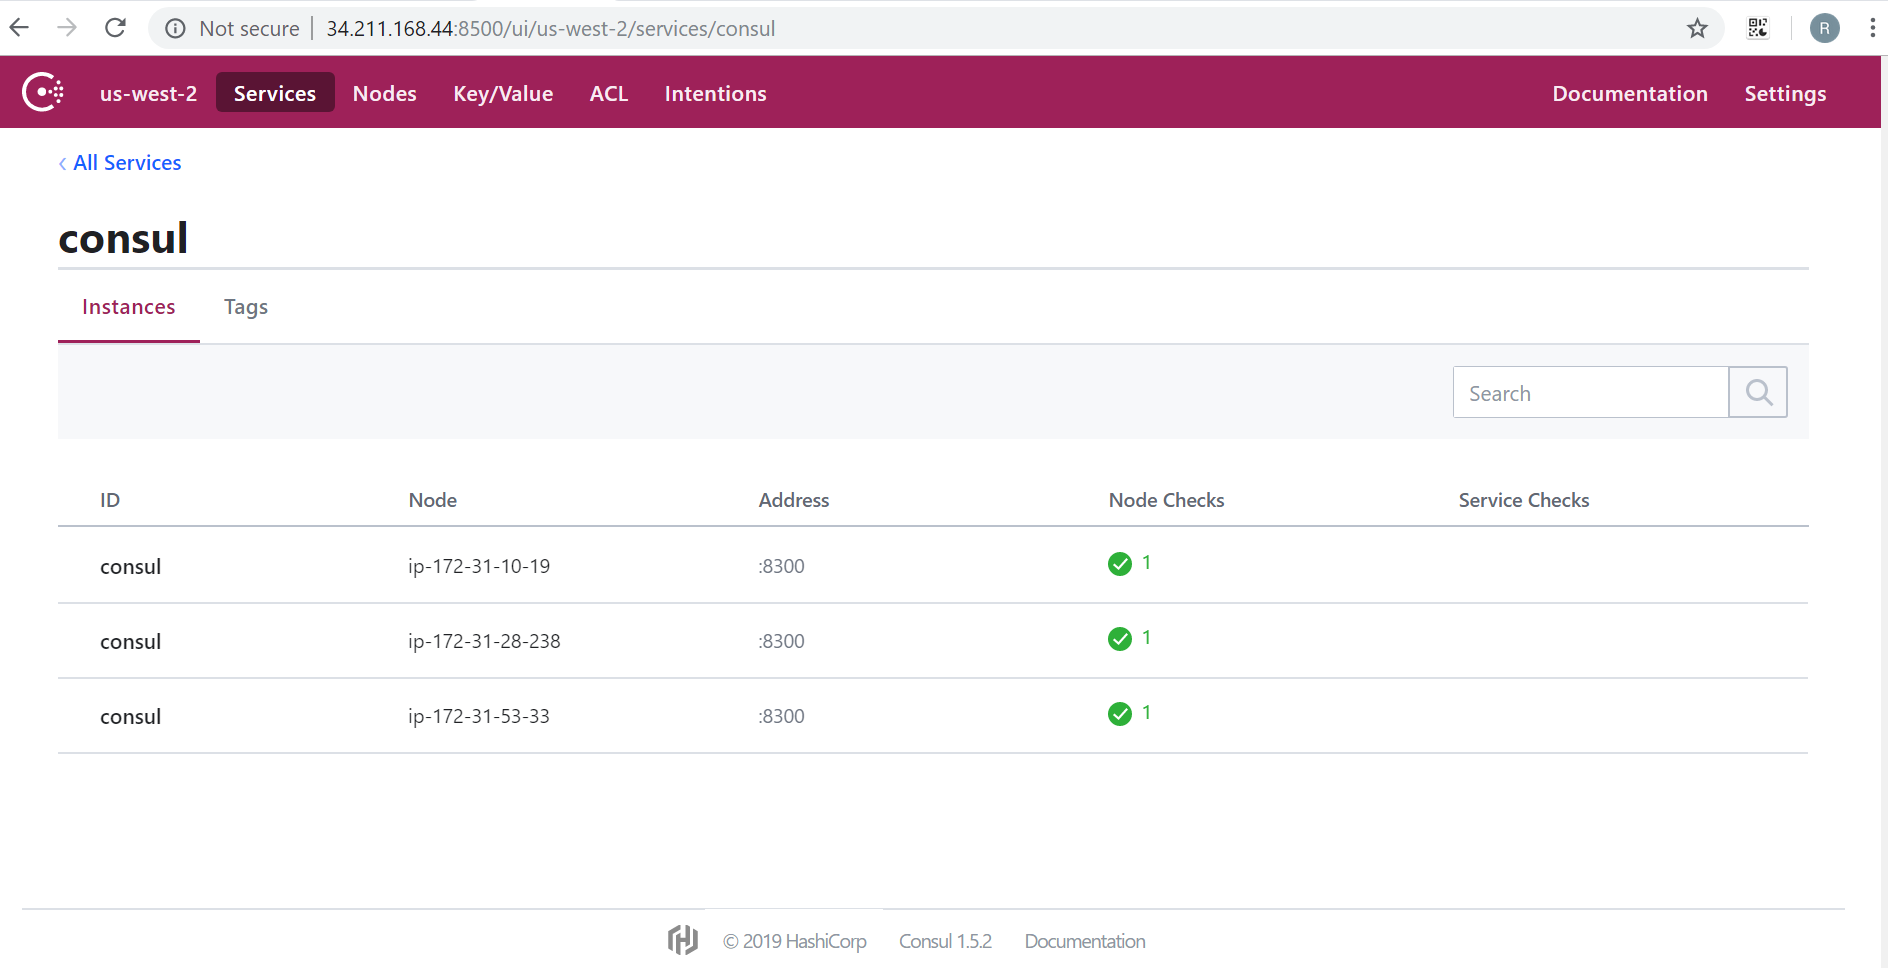 Not secure | 34.211.168.44:8500/ui/us-west-2/services/consul R
us-west-2 Services Nodes Key/Value ACL Intentions Documentation Settings
‹ All Services
consul
Instances Tags
Search
ID Node Address Node Checks Service Checks
consul ip-172-31-10-19 :8300 1
consul ip-172-31-28-238 :8300 1
consul ip-172-31-53-33 :8300 1
© 2019 HashiCorp Consul 1.5.2 Documentation